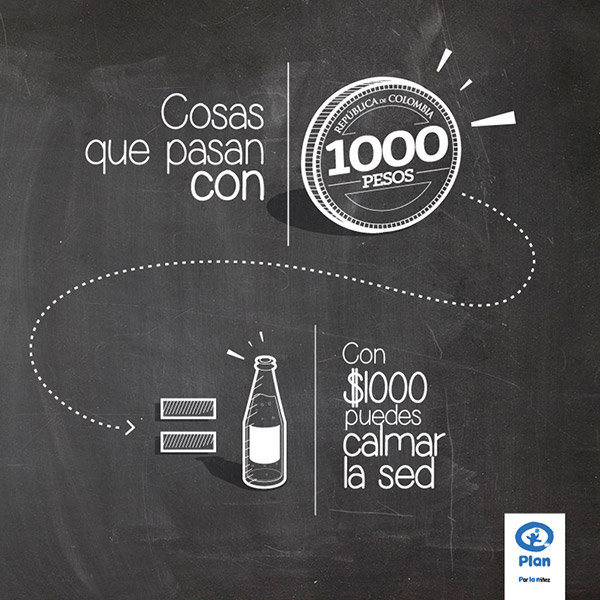 Cosas
que pasan
con
REPÚBLICA DE COLOMBIA
1000
PESOS
Con
$1000
puedes
calmar
la sed
Plan
Por la niñez